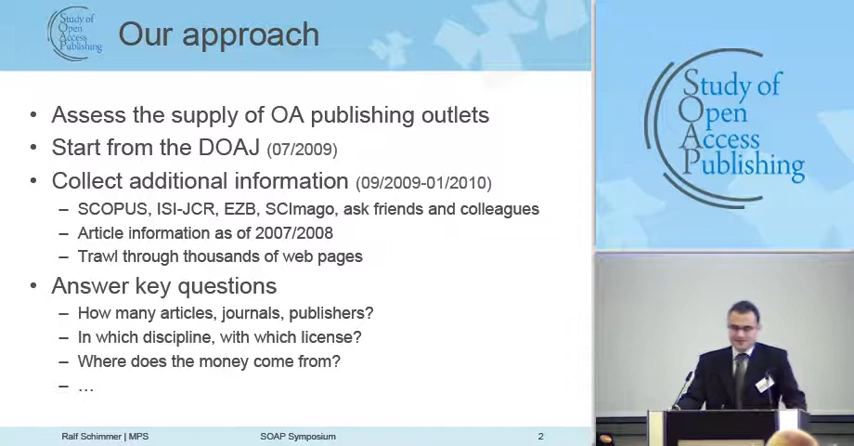 Study of
Open
Access
Publishing
Our approach
• Assess the supply of OA publishing outlets
• Start from the DOAJ (07/2009)
• Collect additional information (09/2009-01/2010)
– SCOPUS, ISI-JCR, EZB, SCImago, ask friends and colleagues
– Article information as of 2007/2008
– Trawl through thousands of web pages
• Answer key questions
– How many articles, journals, publishers?
– In which discipline, with which license?
– Where does the money come from?
– …
Ralf Schimmer | MPS SOAP Symposium 2
Study of
Open
Access
Publishing